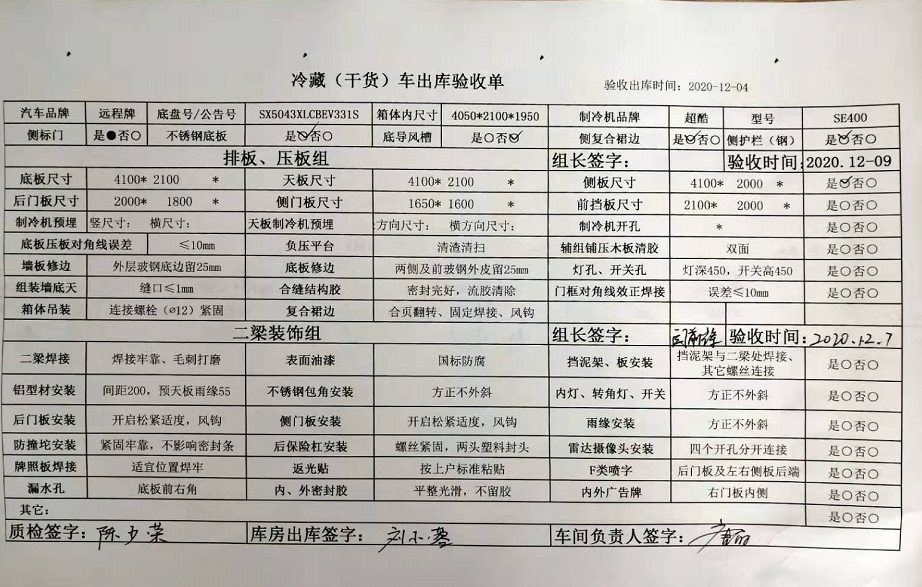 冷藏（干货）车出库验收单
验收出库时间：2020-12-04
汽车品牌 远程牌 底盘号/公告号 SX5043XLCBEV331S 箱体内尺寸 4050*2100*1950 制冷机品牌 超酷 型号 SE400
侧标门 是●否○ 不锈钢底板 是○否○ 底导风槽 是○否○ 侧复合裙边 是○否○ 侧护栏（钢） 是○否○
排板、压板组 组长签字： 验收时间：2020.12-09
底板尺寸 4100* 2100 * 天板尺寸 4100* 2100 * 侧板尺寸 4100* 2000 * 是○否○
后门板尺寸 2000* 1800 * 侧门板尺寸 1650* 1600 * 前挡板尺寸 2100* 2000 * 是○否○
制冷机预埋 竖尺寸： 横尺寸： 天板制冷机预埋 :方向尺寸： 横方向尺寸： 制冷机开孔 * 是○否○
底板压板对角线误差 ≤10mm 负压平台 清渣清扫 辅组铺压木板清胶 双面 是○否○
墙板修边 外层玻钢底边留25mm 底板修边 两侧及前玻钢外皮留25mm 灯孔、开关孔 灯深450，开关高450 是○否○
组装墙底天 缝口≤1mm 合缝结构胶 密封完好，流胶清除 门框对角线效正焊接 误差≤10mm 是○否○
箱体吊装 连接螺栓（∅12）紧固 复合裙边 合页翻转、固定焊接、风钩 是○否○
二梁装饰组 组长签字： 验收时间：2020.12.7
二梁焊接 焊接牢靠、毛刺打磨 表面油漆 国标防腐 挡泥架、板安装 挡泥架与二梁处焊接、其它螺丝连接 是○否○
铝型材安装 间距200，预天板雨缘55 不锈钢包角安装 方正不外斜 内灯、转角灯、开关 方正不外斜 是○否○
后门板安装 开启松紧适度，风钩 侧门板安装 开启松紧适度，风钩 雨缘安装 方正不外斜 是○否○
防撞坨安装 紧固牢靠，不影响密封条 后保险杠安装 螺丝紧固，两头塑料封头 雷达摄像头安装 四个开孔分开连接 是○否○
牌照板焊接 适宜位置焊牢 返光贴 按上户标准粘贴 F类喷字 后门板及左右侧板后端 是○否○
漏水孔 底板前右角 内、外密封胶 平整光滑，不留胶 内外广告牌 右门板内侧 是○否○
其它： 是○否○
质检签字： 库房出库签字： 刘小蓉 车间负责人签字：